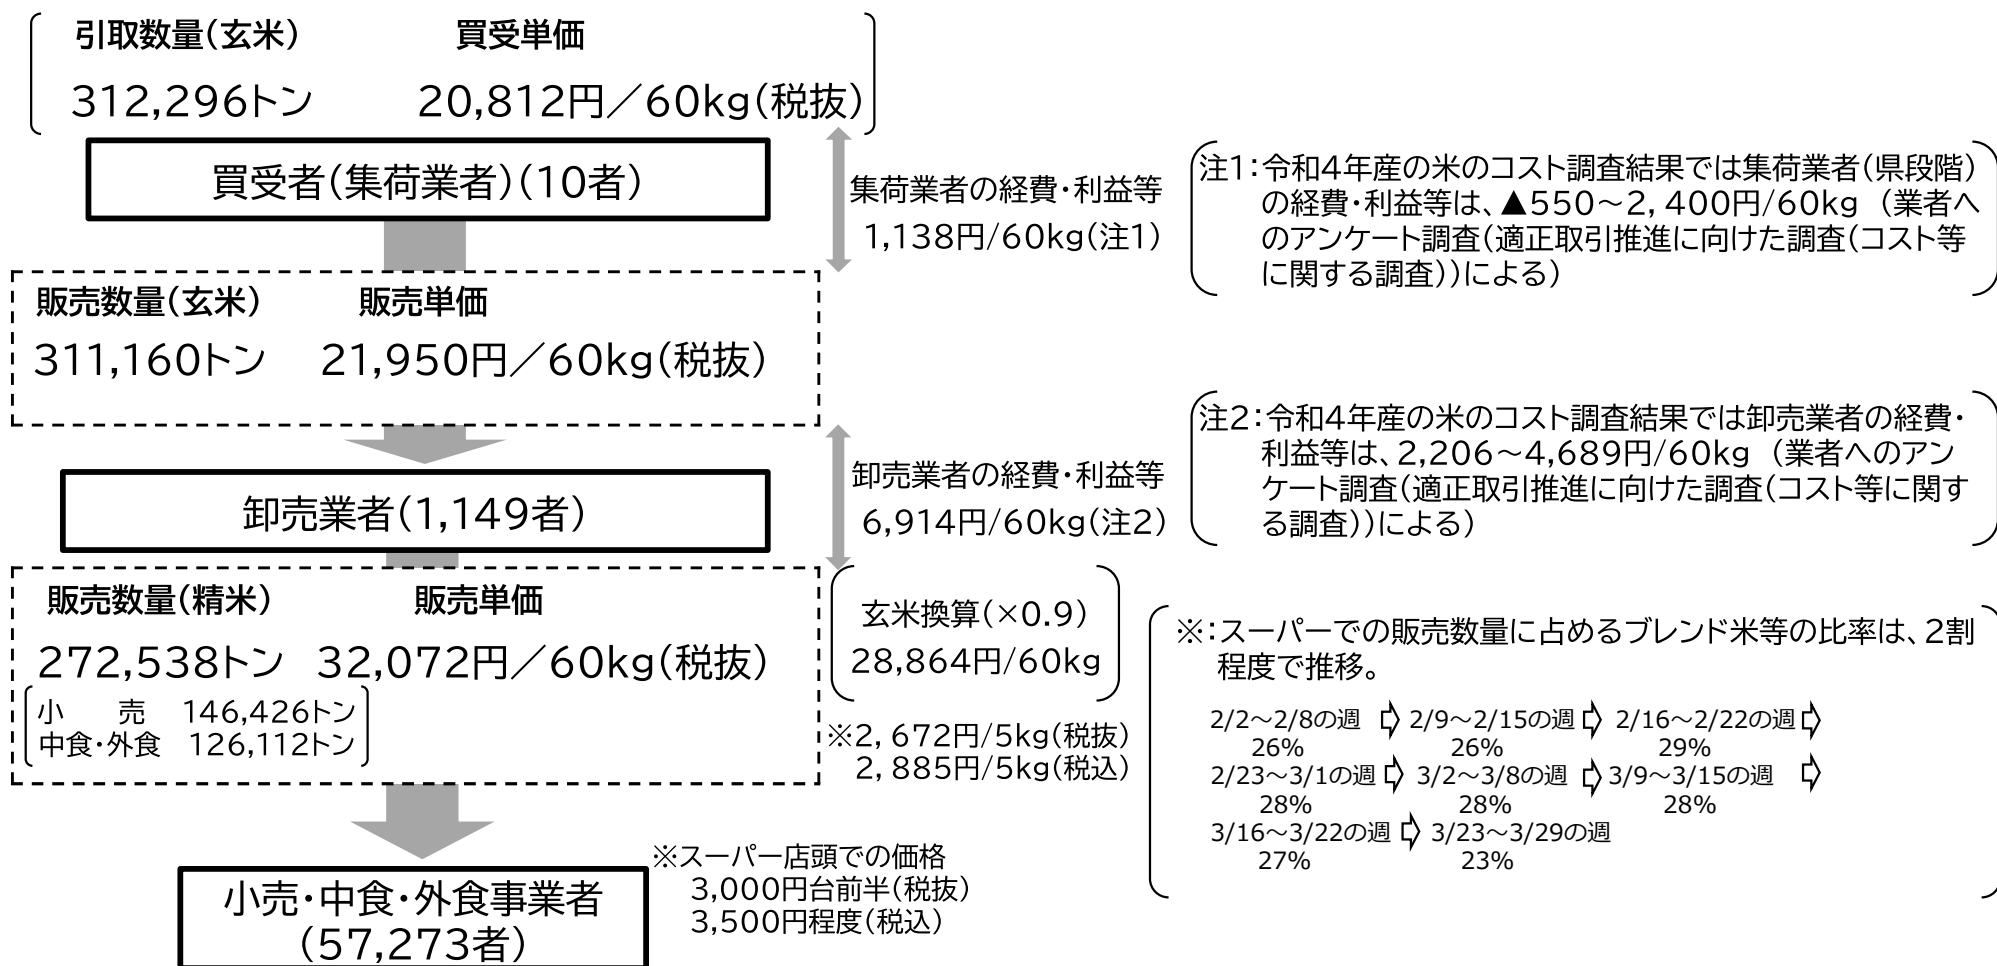 引取数量(玄米) 買受単価
312,296トン 20,812円／60kg(税抜)
買受者(集荷業者)(10者)
集荷業者の経費・利益等
1,138円/60kg(注1)
注1：令和4年産の米のコスト調査結果では集荷業者(県段階)
の経費・利益等は、▲550～2,400円/60kg (業者へ
のアンケート調査(適正取引推進に向けた調査(コスト等
に関する調査))による)
販売数量(玄米) 販売単価
311,160トン 21,950円／60kg(税抜)
卸売業者の経費・利益等
6,914円/60kg(注2)
注2：令和4年産の米のコスト調査結果では卸売業者の経費・
利益等は、2,206～4,689円/60kg (業者へのアン
ケート調査(適正取引推進に向けた調査(コスト等に関す
る調査))による)
卸売業者(1,149者)
販売数量(精米) 販売単価
272,538トン 32,072円／60kg(税抜)
小 売 146,426トン
中食・外食 126,112トン
玄米換算(×0.9)
28,864円/60kg
※2,672円/5kg(税抜)
2,885円/5kg(税込)
※：スーパーでの販売数量に占めるブレンド米等の比率は、2割
程度で推移。
2/2～2/8の週 ⇨ 2/9～2/15の週 ⇨ 2/16～2/22の週 ⇨
26% 26% 29%
2/23～3/1の週 ⇨ 3/2～3/8の週 ⇨ 3/9～3/15の週 ⇨
28% 28% 28%
3/16～3/22の週 ⇨ 3/23～3/29の週
27% 23%
※スーパー店頭での価格
3,000円台前半(税抜)
3,500円程度(税込)
小売・中食・外食事業者
(57,273者)